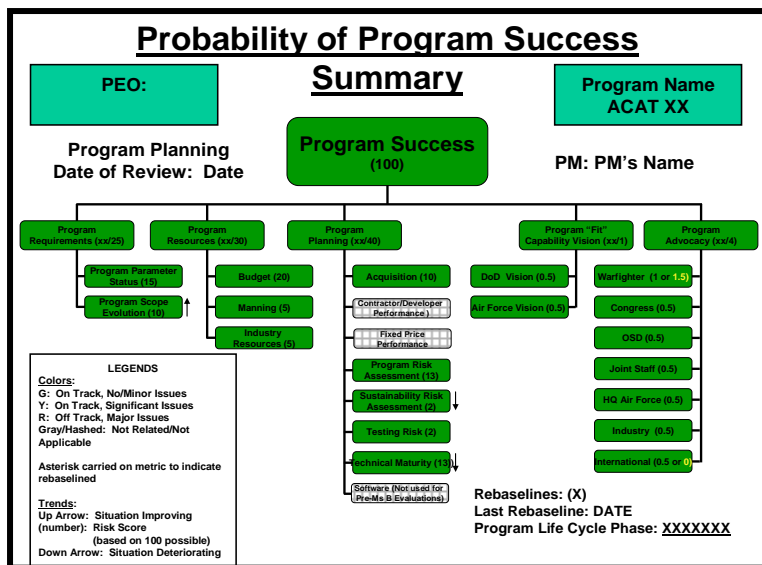 Probability of Program Success
Summary
PEO:
Program Name
ACAT XX
Program Planning
Date of Review:  Date
Program Success
(100)
PM: PM's Name
Program
Requirements (xx/25)
Program
Resources (xx/30)
Program
Planning (xx/40)
Program “Fit”
Capability Vision (xx/1)
Program
Advocacy (xx/4)
Program Parameter
Status (15)
Program Scope
Evolution (10)
Budget (20)
Manning (5)
Industry
Resources (5)
Acquisition (10)
Contractor/Developer
Performance )
Fixed Price
Performance
Program Risk
Assessment (13)
Sustainability Risk
Assessment (2)
Testing Risk (2)
Technical Maturity (13)
Software (Not used for
Pre-Ms B Evaluations)
DoD  Vision (0.5)
Air Force Vision (0.5)
Warfighter (1 or 1.5)
Congress (0.5)
OSD (0.5)
Joint Staff (0.5)
HQ Air Force (0.5)
Industry (0.5)
International (0.5 or 0)
LEGENDS
Colors:
G:  On Track, No/Minor Issues
Y:  On Track, Significant Issues
R:  Off Track, Major Issues
Gray/Hashed:  Not Related/Not
Applicable
Asterisk carried on metric to indicate
rebaselined
Trends:
Up Arrow:  Situation Improving
(number):  Risk Score
(based on 100 possible)
Down Arrow:  Situation Deteriorating
Rebaselines: (X)
Last Rebaseline: DATE
Program Life Cycle Phase: XXXXXXX